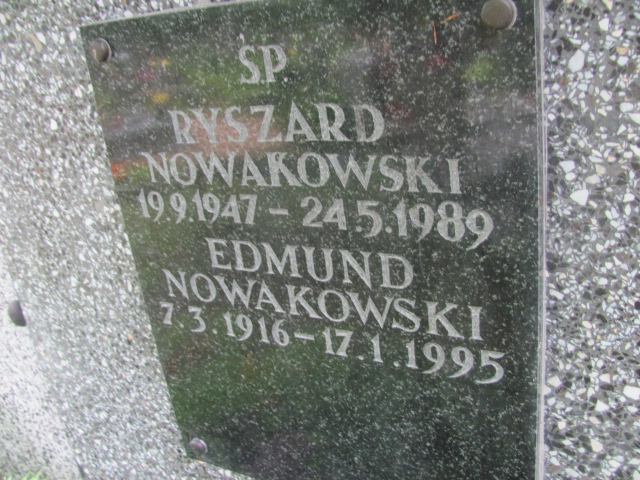 ŚP.
RYSZARD
NOWAKOWSKI
19.9.1947 - 24.5.1989
EDMUND
NOWAKOWSKI
7.3.1916 - 17.1.1995